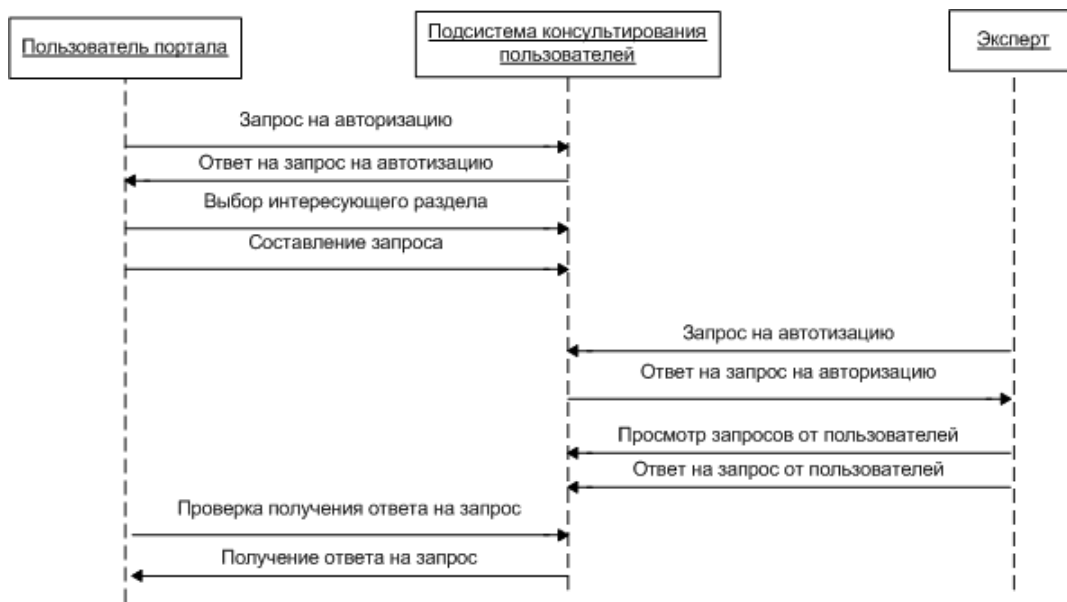 Пользователь портала
Подсистема консультирования
пользователей
Эксперт
Запрос на авторизацию
Ответ на запрос на автотизацию
Выбор интересующего раздела
Составление запроса
Запрос на автотизацию
Ответ на запрос на авторизацию
Просмотр запросов от пользователей
Ответ на запрос от пользователей
Проверка получения ответа на запрос
Получение ответа на запрос